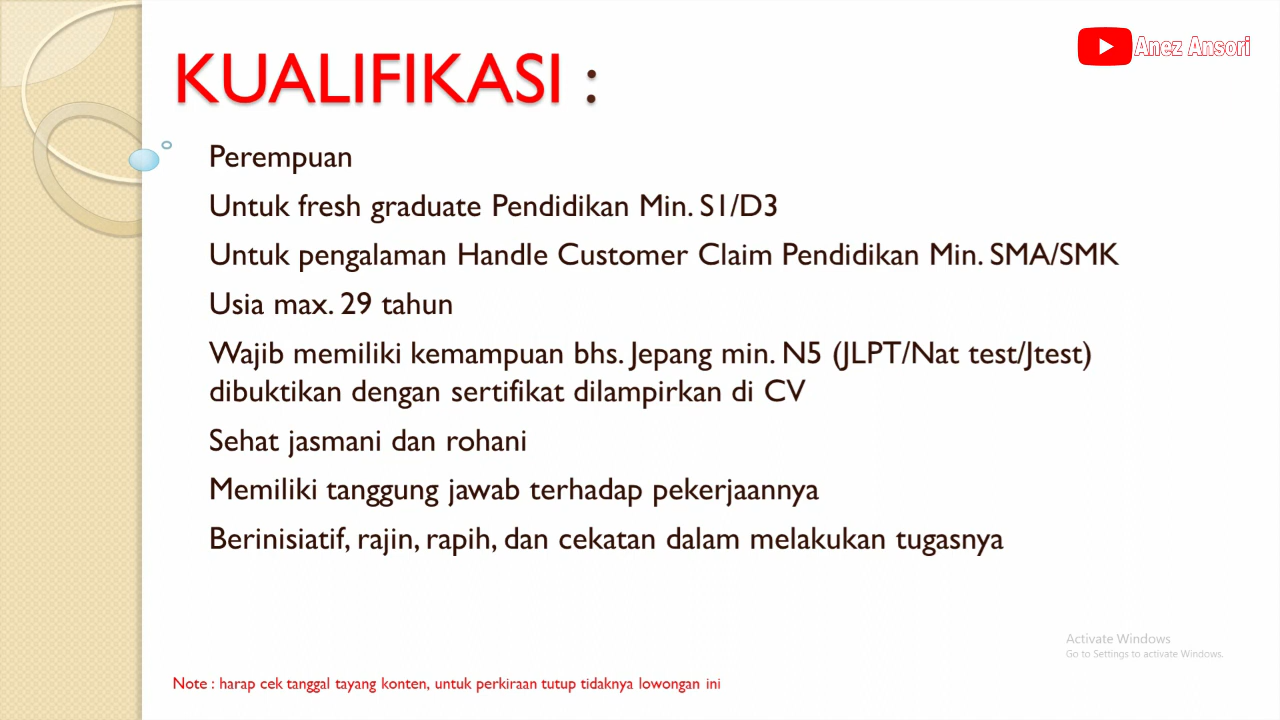 Anez Ansori
KUALIFIKASI :
Perempuan
Untuk fresh graduate Pendidikan Min. S1/D3
Untuk pengalaman Handle Customer Claim Pendidikan Min. SMA/SMK
Usia max. 29 tahun
Wajib memiliki kemampuan bhs. Jepang min. N5 (JLPT/Nat test/Jtest)
dibuktikan dengan sertifikat dilampirkan di CV
Sehat jasmani dan rohani
Memiliki tanggung jawab terhadap pekerjaannya
Berinisiatif, rajin, rapih, dan cekatan dalam melakukan tugasnya
Activate Windows
Go to Settings to activate Windows.
Note : harap cek tanggal tayang konten, untuk perkiraan tutup tidaknya lowongan ini